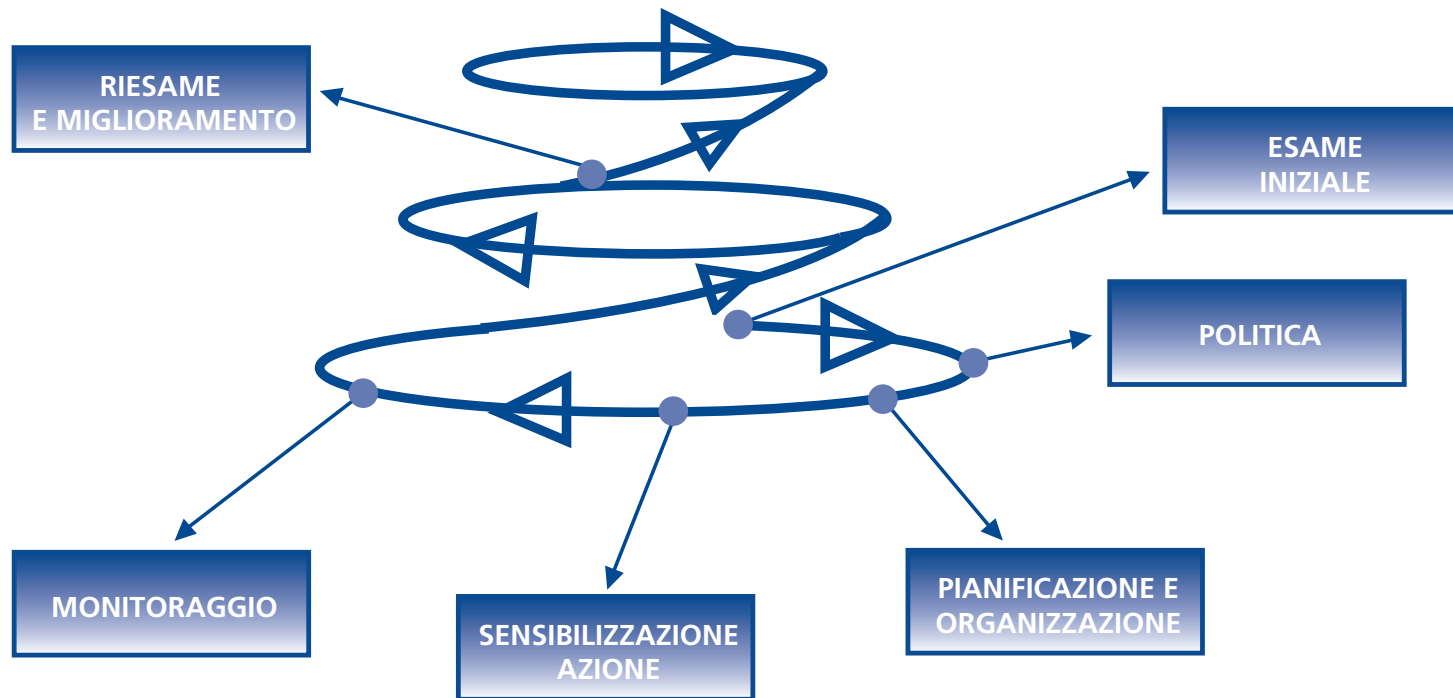 RIESAME
E MIGLIORAMENTO
ESAME
INIZIALE
POLITICA
PIANIFICAZIONE E
ORGANIZZAZIONE
SENSIBILIZZAZIONE
AZIONE
MONITORAGGIO